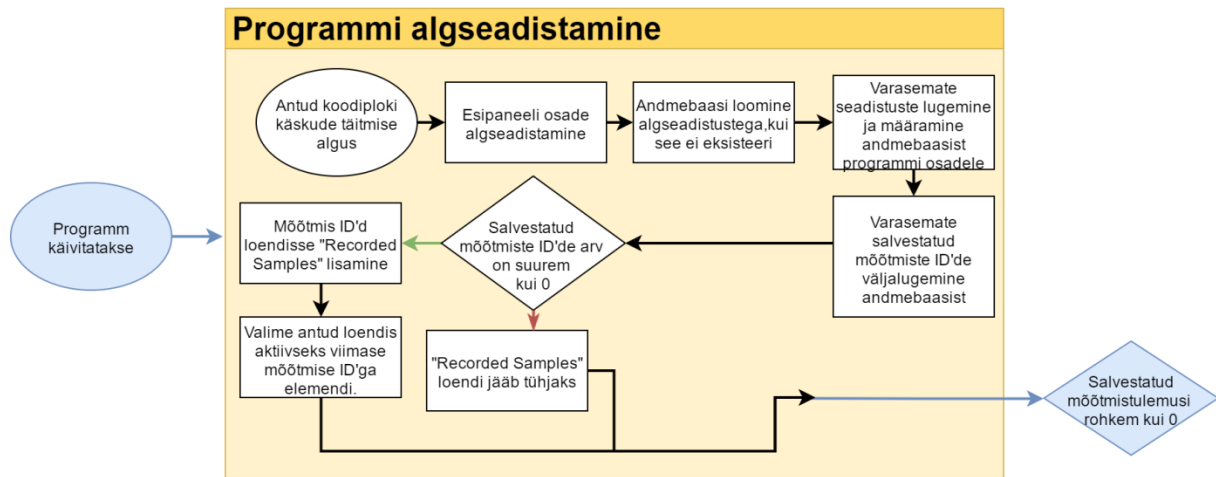 Programmi algseadistamine
Antud koodiploki
käskude täitmise
algus
Esipaneeli osade
algseadistamine
Andmebaasi loomine
algseadistustega,kui
see ei eksisteeri
Varasemate
seadistuste lugemine
ja määramine
andmebaasist
programmi osadele
Programm
käivitatakse
Mõõtmis ID'd
loendisse "Recorded
Samples" lisamine
Salvestatud
mõõtmiste ID'de arv
on suurem
kui 0
Varasemate
salvestatud
mõõtmiste ID'de
väljalugemine
andmebaasist
Valime antud loendis
aktiivseks viimase
mõõtmise ID'ga
elemendi.
"Recorded Samples"
loendi jääb tühjaks
Salvestatud
mõõtmistulemusi
rohkem kui 0